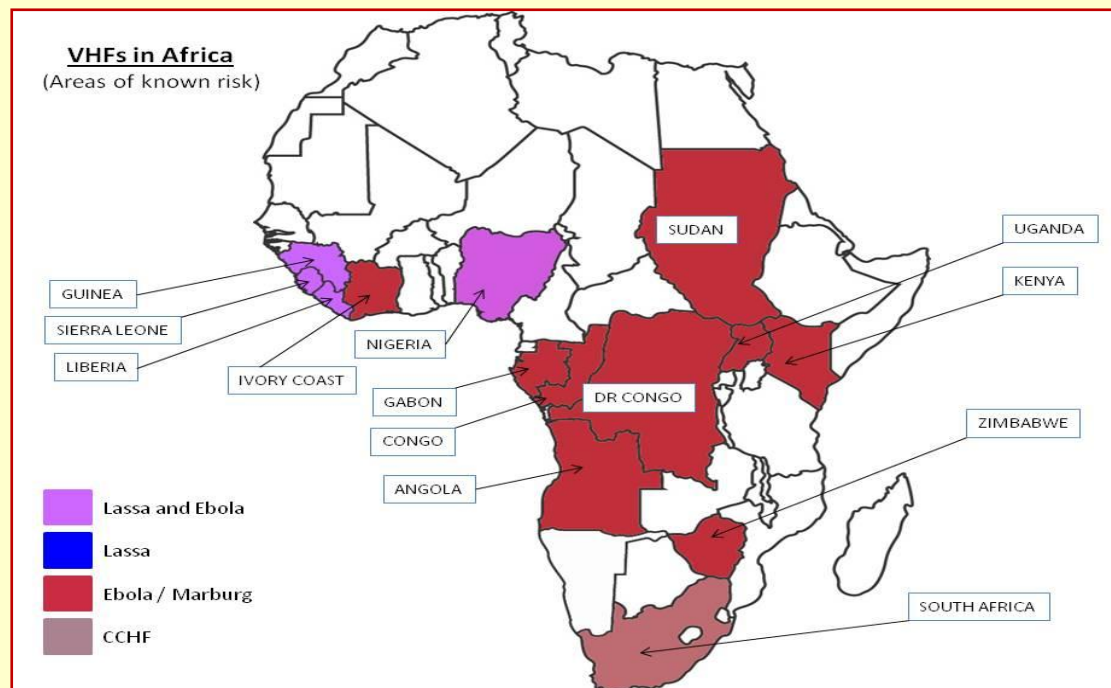 VHFs in Africa
(Areas of known risk)
SUDAN
UGANDA
KENYA
GUINEA
SIERRA LEONE
LIBERIA
IVORY COAST
NIGERIA
GABON
CONGO
DR CONGO
ANGOLA
ZIMBABWE
SOUTH AFRICA
Lassa and Ebola
Lassa
Ebola / Marburg
CCHF